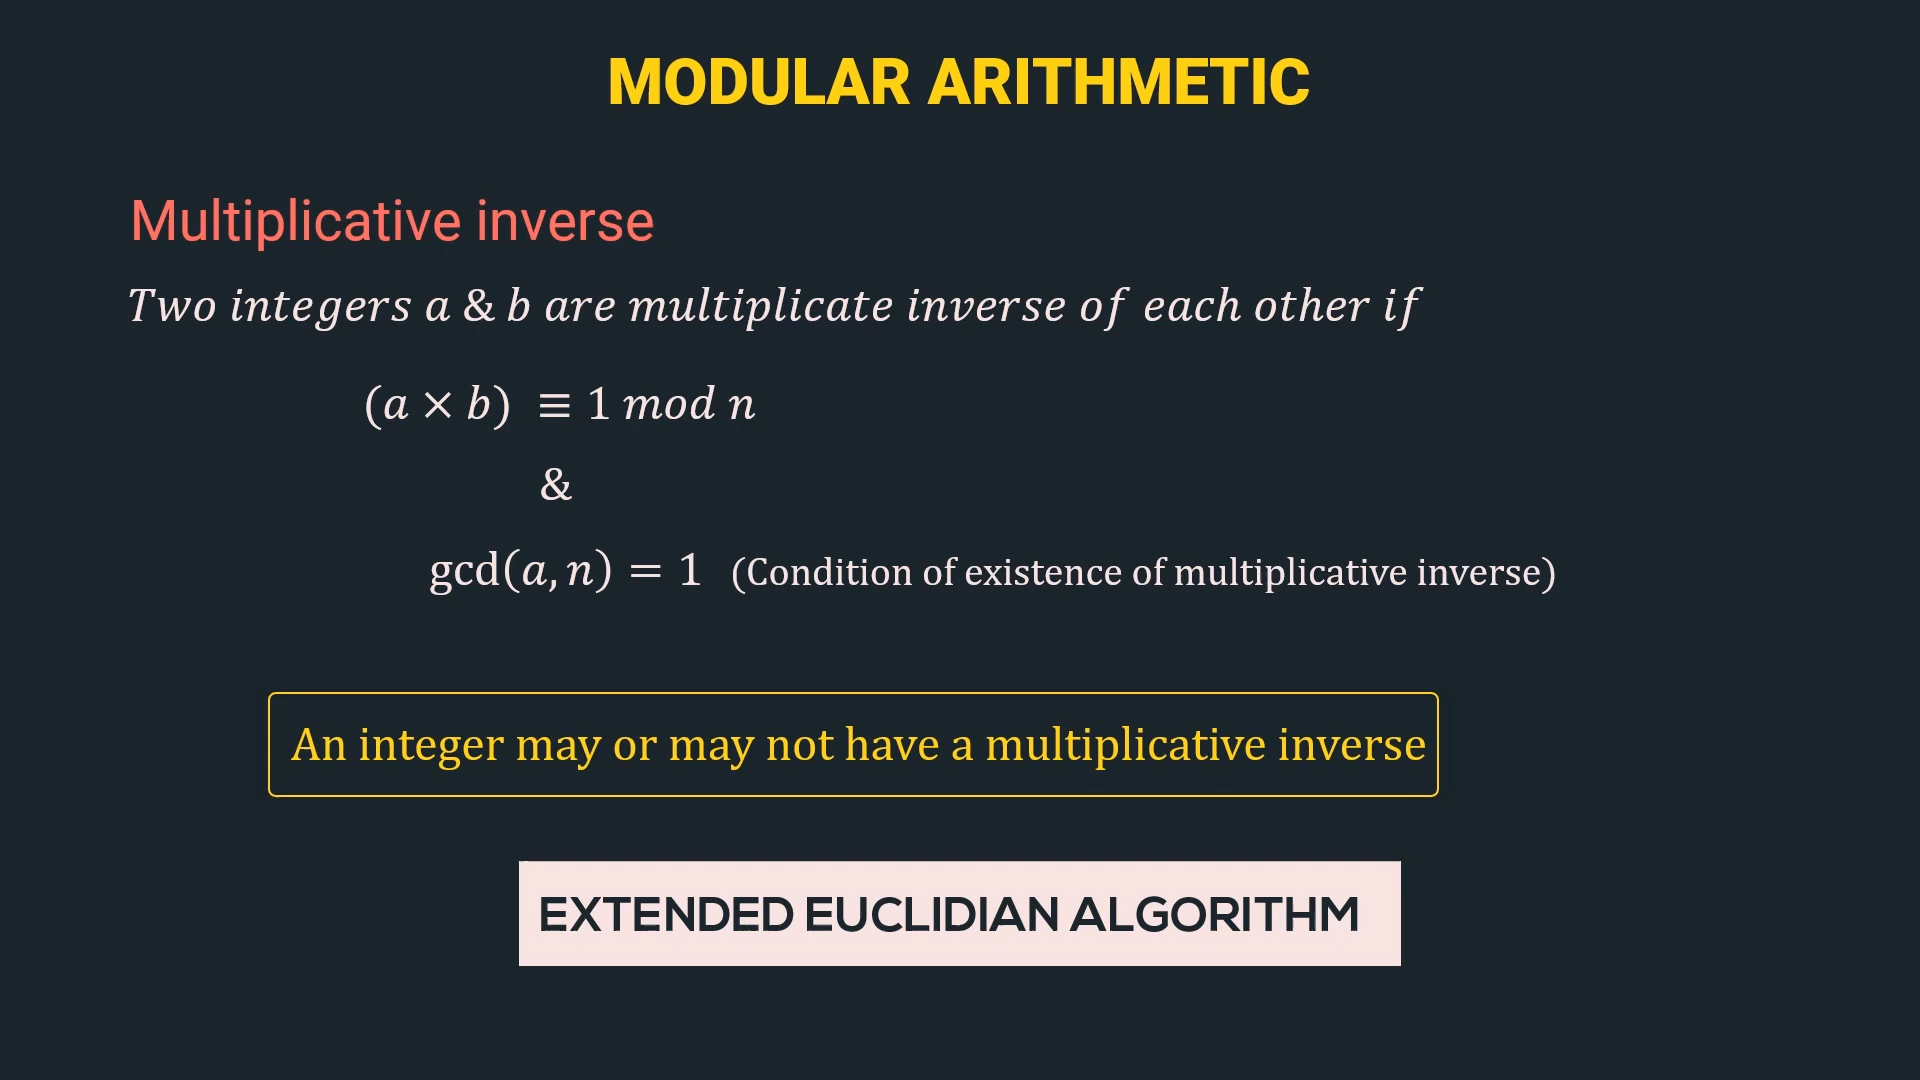 MODULAR ARITHMETIC
Multiplicative inverse
Two integers a & b are multiplicate inverse of each other if
(a × b) ≡ 1 mod n
&
gcd(a, n) = 1 (Condition of existence of multiplicative inverse)
An integer may or may not have a multiplicative inverse
EXTENDED EUCLIDIAN ALGORITHM